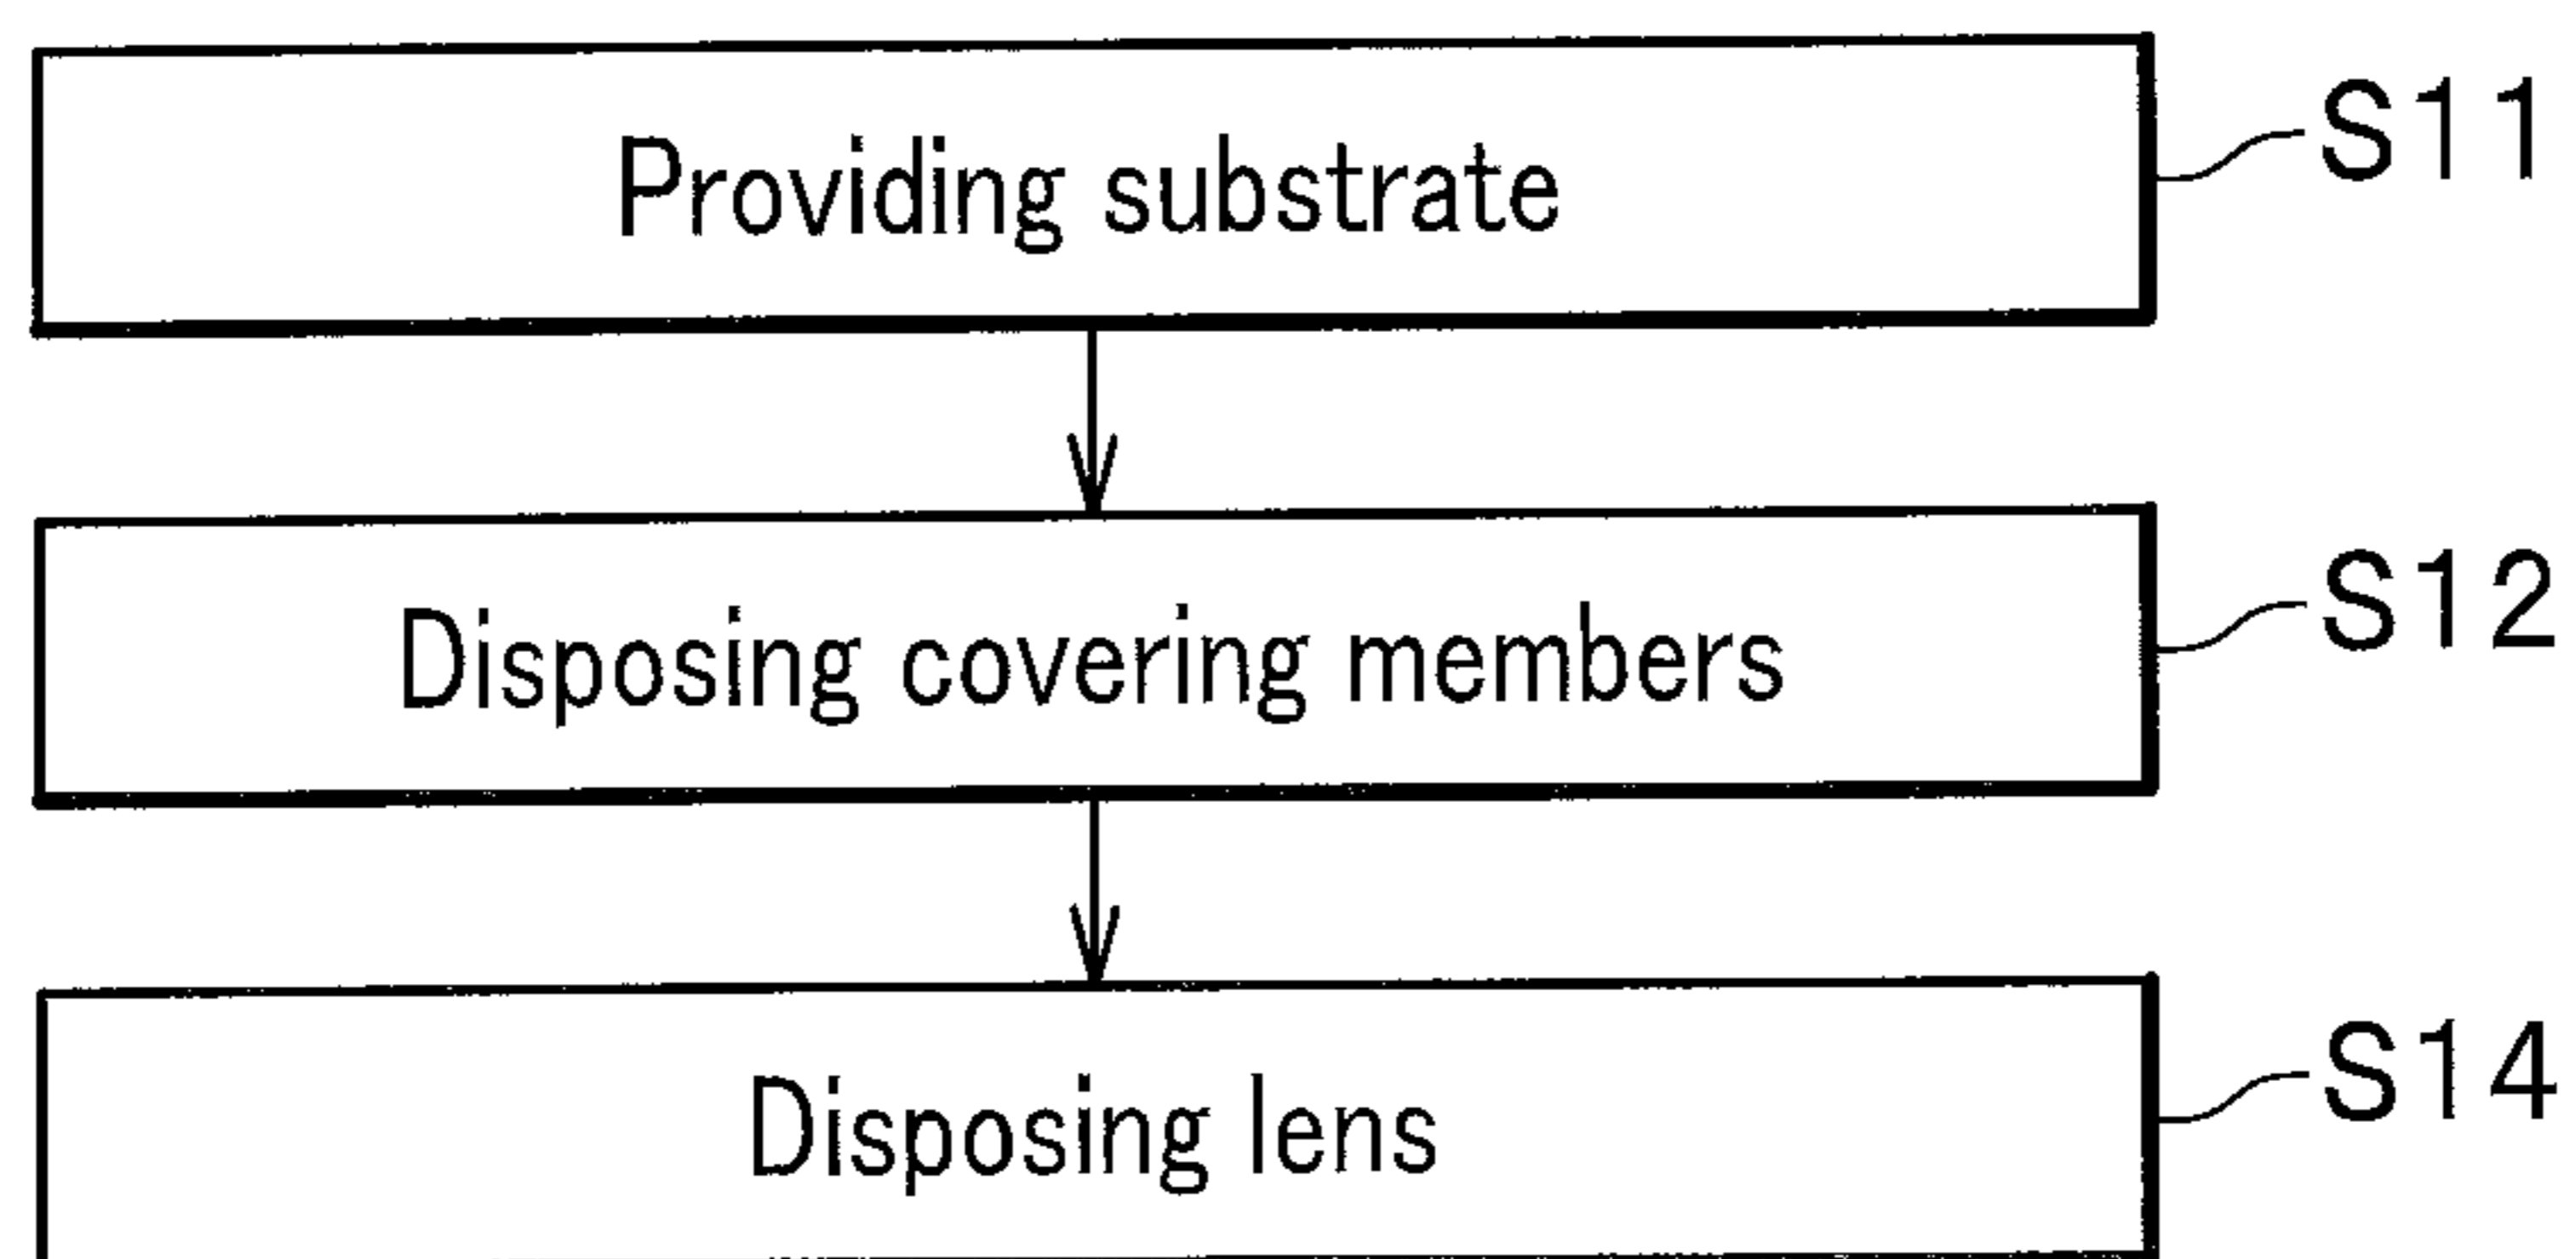 Providing substrate S11
Disposing covering members S12
Disposing lens S14